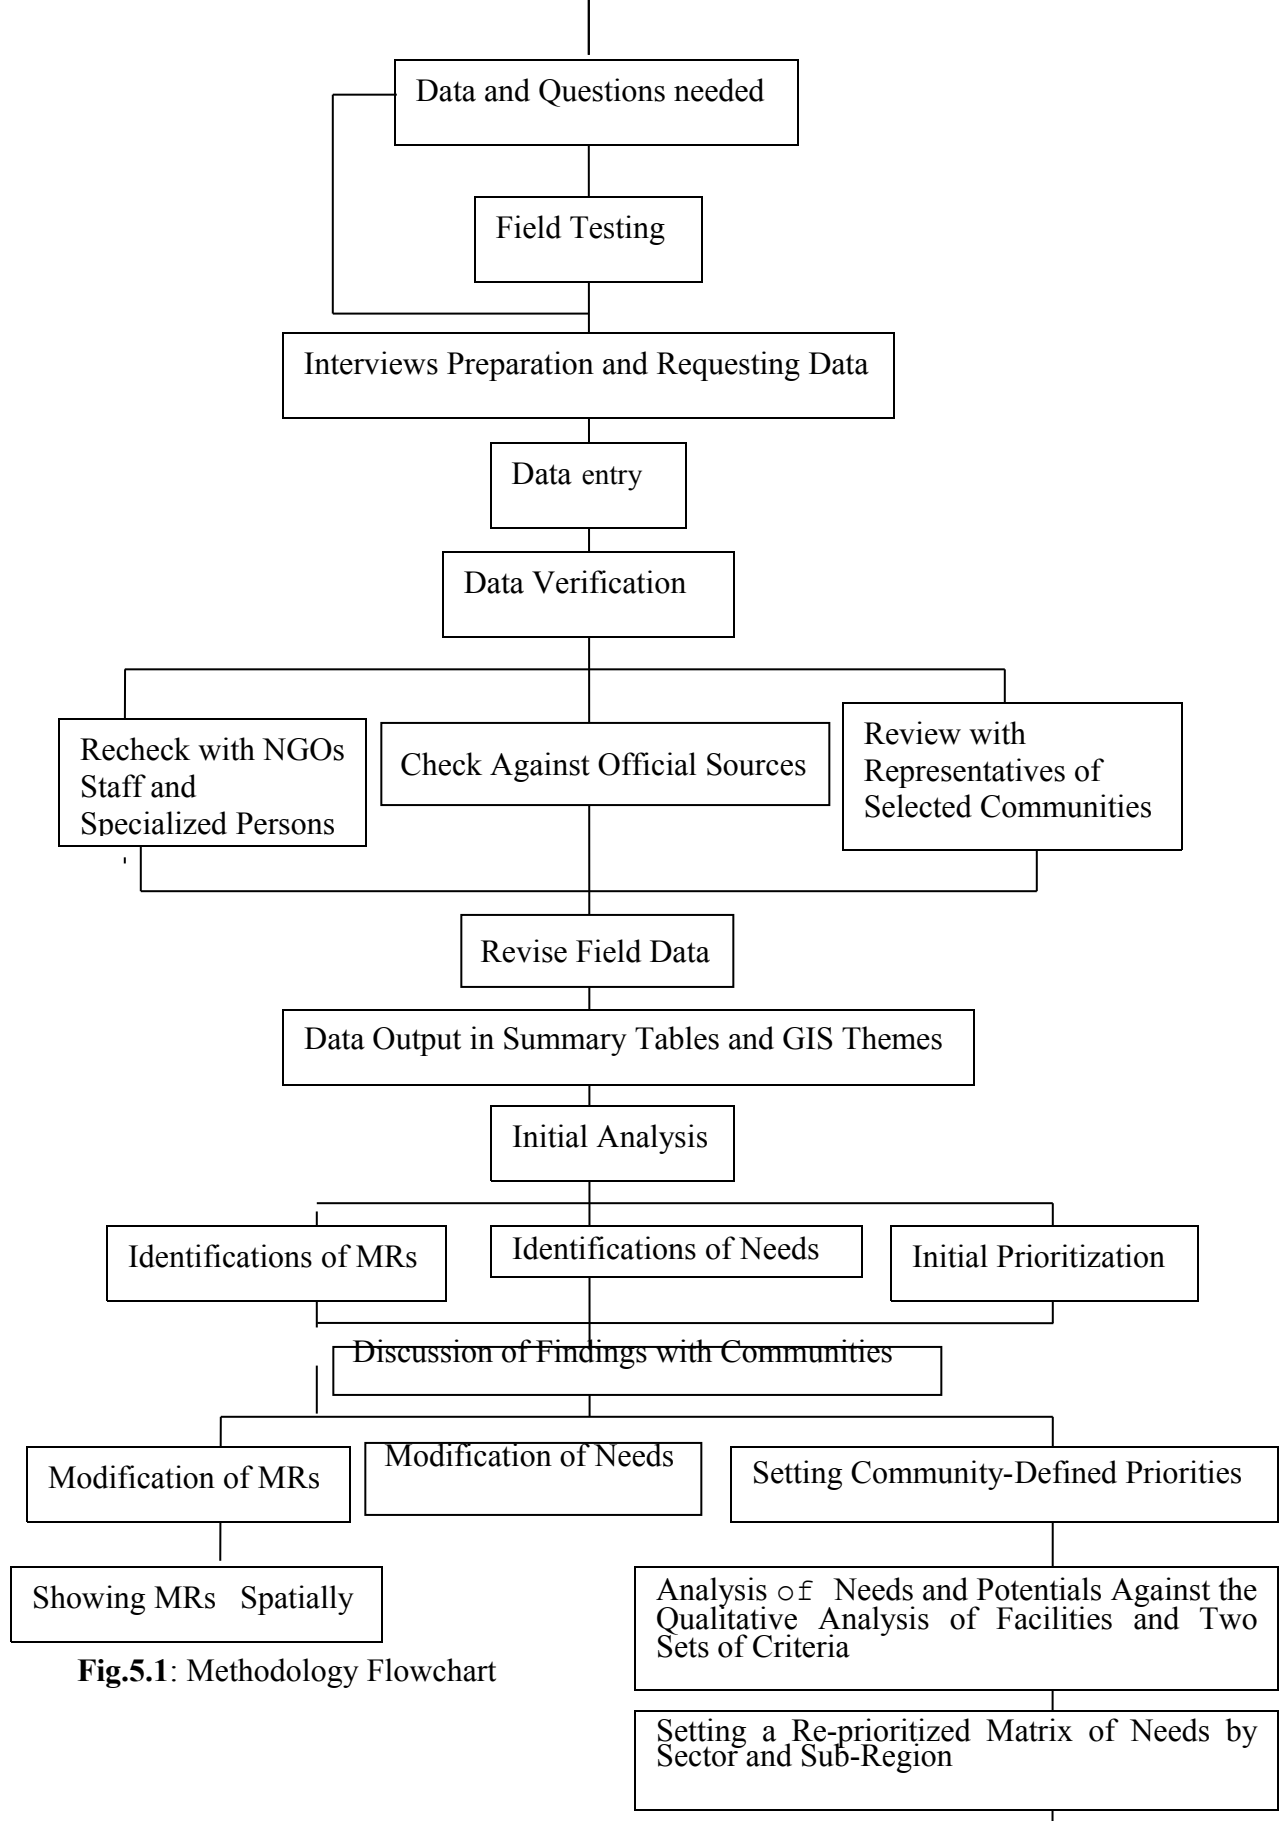 Data and Questions needed
Field Testing
Interviews Preparation and Requesting Data
Data entry
Data Verification
Recheck with NGOs
Staff and
Specialized Persons
Check Against Official Sources
Review with
Representatives of
Selected Communities
Revise Field Data
Data Output in Summary Tables and GIS Themes
Initial Analysis
Identifications of MRs
Identifications of Needs
Initial Prioritization
Discussion of Findings with Communities
Modification of MRs
Modification of Needs
Setting Community-Defined Priorities
Showing MRs Spatially
Analysis of Needs and Potentials Against the
Qualitative Analysis of Facilities and Two
Sets of Criteria
Fig.5.1: Methodology Flowchart
Setting a Re-prioritized Matrix of Needs by
Sector and Sub-Region